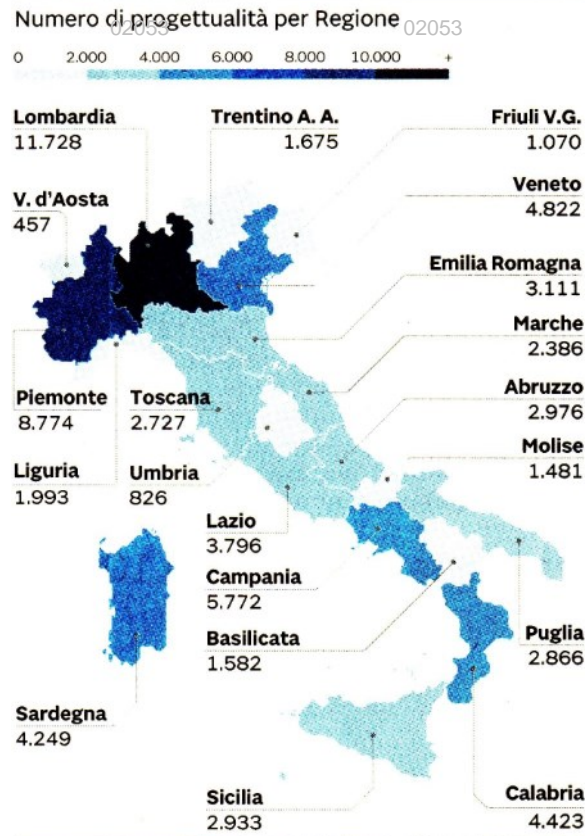 Numero di progettualità per Regione
02053 02053
0 2.000 4.000 6.000 8.000 10.000 +
Lombardia
11.728
Trentino A. A.
1.675
Friuli V.G.
1.070
V. d'Aosta
457
Veneto
4.822
Emilia Romagna
3.111
Marche
2.386
Piemonte
8.774
Toscana
2.727
Abruzzo
2.976
Liguria
1.993
Umbria
826
Molise
1.481
Lazio
3.796
Campania
5.772
Basilicata
1.582
Puglia
2.866
Sardegna
4.249
Sicilia
2.933
Calabria
4.423